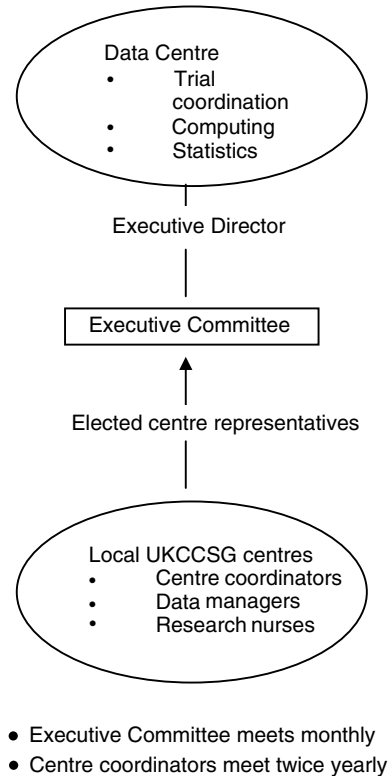 Data Centre
• Trial
coordination
• Computing
• Statistics
Executive Director
Executive Committee
Elected centre representatives
Local UKCCSG centres
• Centre coordinators
• Data managers
• Research nurses
• Executive Committee meets monthly
• Centre coordinators meet twice yearly